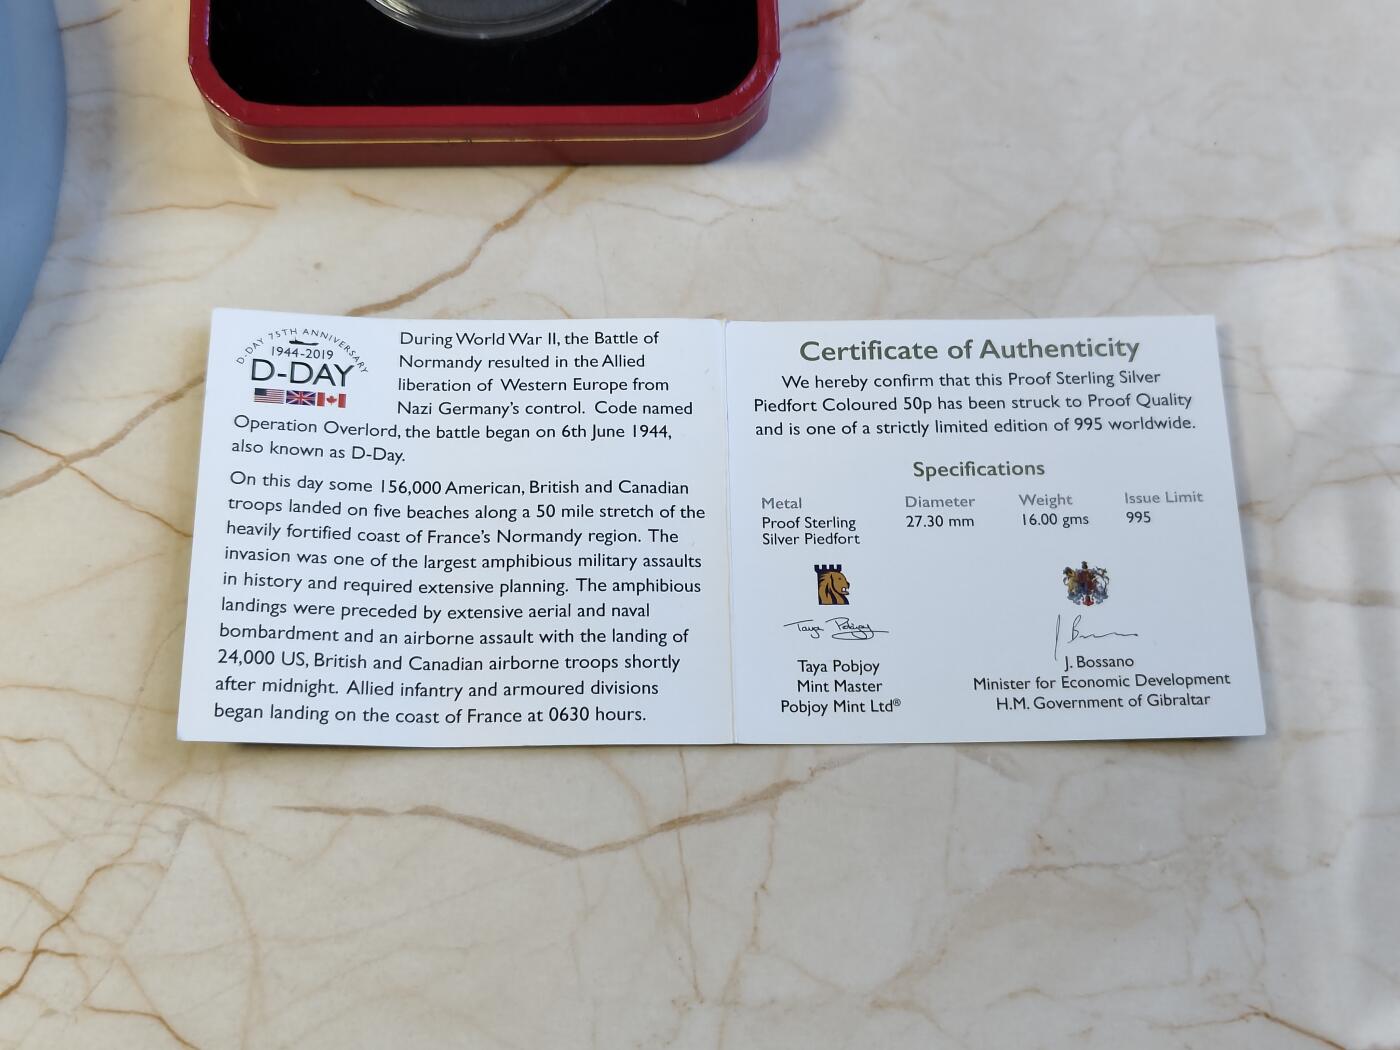 D-DAY 75TH ANNIVERSARY
1944-2019
D-DAY
During World War II, the Battle of
Normandy resulted in the Allied
liberation of Western Europe from
Nazi Germany's control. Code named
Operation Overlord, the battle began on 6th June 1944,
also known as D-Day.
On this day some 156,000 American, British and Canadian
troops landed on five beaches along a 50 mile stretch of the
heavily fortified coast of France's Normandy region. The
invasion was one of the largest amphibious military assaults
in history and required extensive planning. The amphibious
landings were preceded by extensive aerial and naval
bombardment and an airborne assault with the landing of
24,000 US, British and Canadian airborne troops shortly
after midnight. Allied infantry and armoured divisions
began landing on the coast of France at 0630 hours.
Certificate of Authenticity
We hereby confirm that this Proof Sterling Silver
Piedfort Coloured 50p has been struck to Proof Quality
and is one of a strictly limited edition of 995 worldwide.
Specifications
Metal Diameter Weight Issue Limit
Proof Sterling 27.30 mm 16.00 gms 995
Silver Piedfort
Taya Pobjoy
Taya Pobjoy
Mint Master
Pobjoy Mint Ltd®
J. Bossano
Minister for Economic Development
H.M. Government of Gibraltar